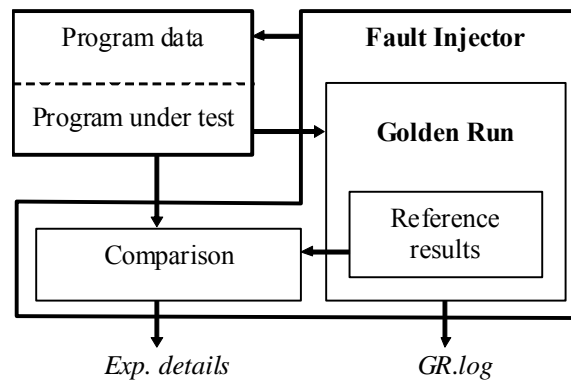 Program data
Fault Injector
Program under test
Golden Run
Reference
results
Comparison
Exp. details
GR.log